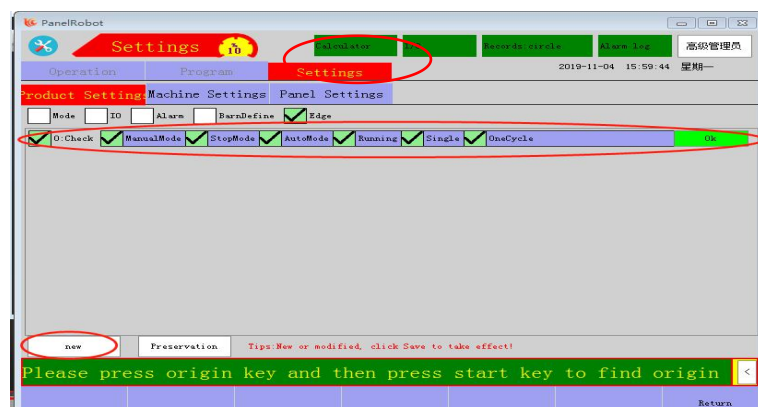 PanelRobot
Settings % 10 Calculator I/O Records:circle Alarm log 高级管理员
Operation Program Settings 2019-11-04 15:59:44 星期一
Product Setting Machine Settings Panel Settings
Mode IO Alarm BarnDefine Edge
0:Check ManualMode StopMode AutoMode Running Single OneCycle Ok
new Preservation Tips:New or modified, click Save to take effect!
Please press origin key and then press start key to find origin <
Return